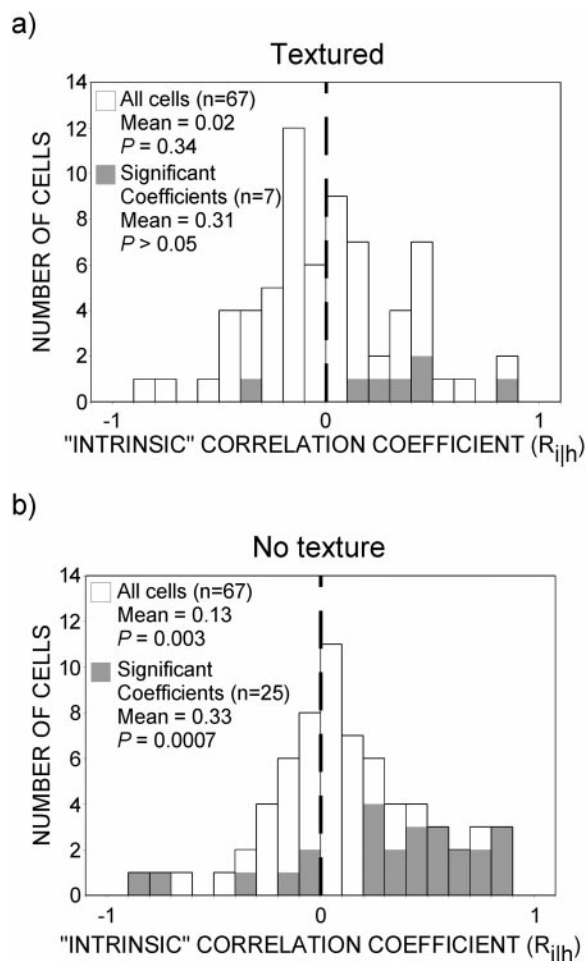 a)
Textured
14
12
10
8
6
4
2
0
NUMBER OF CELLS
All cells (n=67)
Mean = 0.02
P = 0.34
Significant
Coefficients (n=7)
Mean = 0.31
P > 0.05
-1 0 1
"INTRINSIC" CORRELATION COEFFICIENT (Ri|h)
b)
No texture
14
12
10
8
6
4
2
0
NUMBER OF CELLS
All cells (n=67)
Mean = 0.13
P = 0.003
Significant
Coefficients (n=25)
Mean = 0.33
P = 0.0007
-1 0 1
"INTRINSIC" CORRELATION COEFFICIENT (Ri|h)